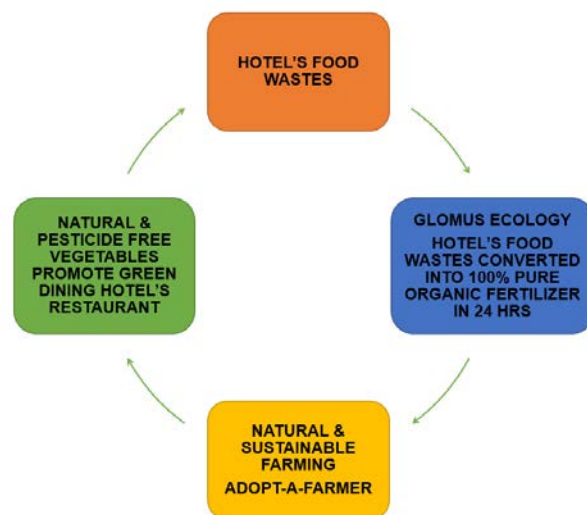 HOTEL'S FOOD
WASTES
GLOMUS ECOLOGY
HOTEL'S FOOD
WASTES CONVERTED
INTO 100% PURE
ORGANIC FERTILIZER
IN 24 HRS
NATURAL &
SUSTAINABLE
FARMING
ADOPT-A-FARMER
NATURAL &
PESTICIDE FREE
VEGETABLES
PROMOTE GREEN
DINING HOTEL'S
RESTAURANT